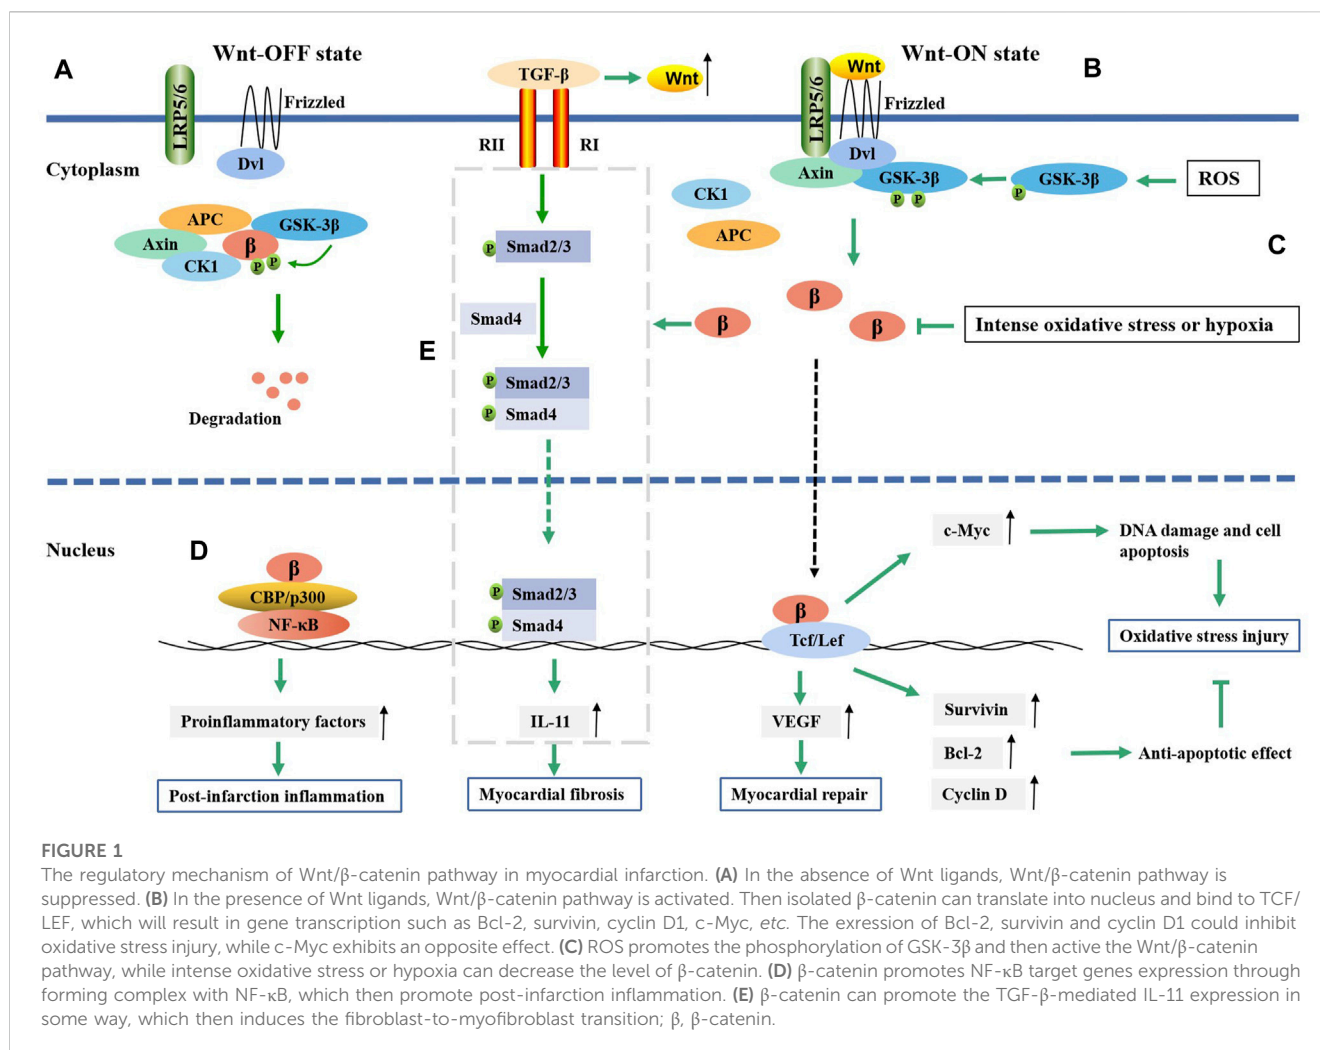 A
Wnt-OFF state
LRP5/6
Frizzled
Dvl
Cytoplasm
APC
GSK-3β
Axin
β
CK1
P
P
Degradation
TGF-β
Wnt
RII
RI
P
Smad2/3
Smad4
E
P
Smad2/3
P
Smad4
Wnt-ON state
B
Wnt
LRP5/6
Frizzled
Dvl
Axin
GSK-3β
P
P
GSK-3β
P
ROS
CK1
APC
C
β
β
β
Intense oxidative stress or hypoxia
Nucleus
D
β
CBP/p300
NF-κB
Proinflammatory factors
Post-infarction inflammation
P
Smad2/3
P
Smad4
IL-11
Myocardial fibrosis
β
Tcf/Lef
VEGF
Myocardial repair
c-Myc
DNA damage and cell
apoptosis
Oxidative stress injury
Survivin
Bcl-2
Cyclin D
Anti-apoptotic effect
FIGURE 1
The regulatory mechanism of Wnt/β-catenin pathway in myocardial infarction. (A) In the absence of Wnt ligands, Wnt/β-catenin pathway is
suppressed. (B) In the presence of Wnt ligands, Wnt/β-catenin pathway is activated. Then isolated β-catenin can translate into nucleus and bind to TCF/
LEF, which will result in gene transcription such as Bcl-2, survivin, cyclin D1, c-Myc, etc. The exression of Bcl-2, survivin and cyclin D1 could inhibit
oxidative stress injury, while c-Myc exhibits an opposite effect. (C) ROS promotes the phosphorylation of GSK-3β and then active the Wnt/β-catenin
pathway, while intense oxidative stress or hypoxia can decrease the level of β-catenin. (D) β-catenin promotes NF-κB target genes expression through
forming complex with NF-κB, which then promote post-infarction inflammation. (E) β-catenin can promote the TGF-β-mediated IL-11 expression in
some way, which then induces the fibroblast-to-myofibroblast transition; β, β-catenin.